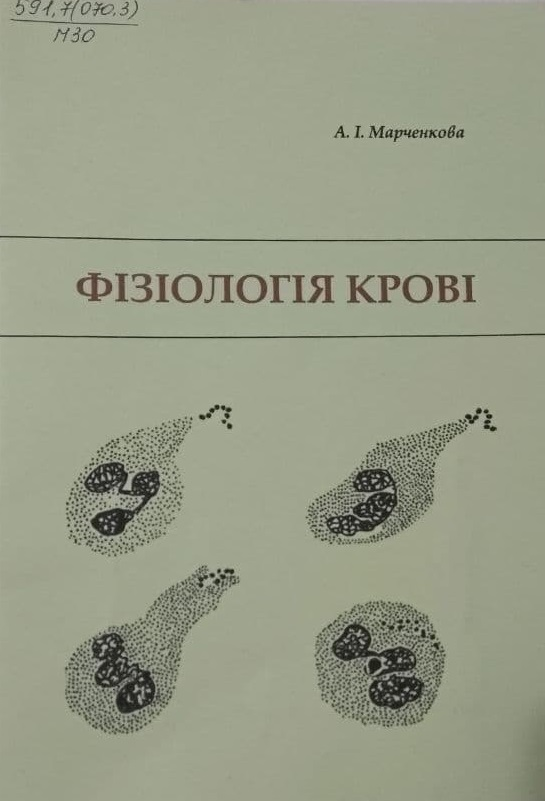 591,7(070.3)
М30
А. І. Марченкова
ФІЗІОЛОГІЯ КРОВІ